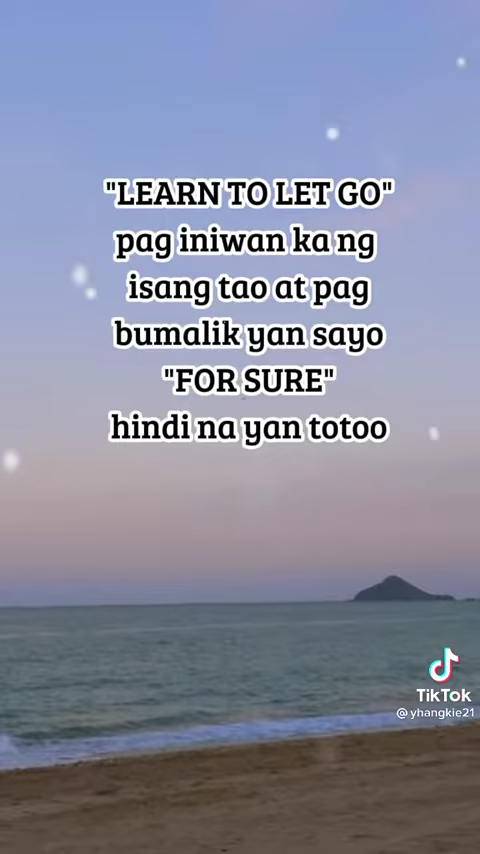 "LEARN TO LET GO"
pag iniwan ka ng
isang tao at pag
bumalik yan sayo
"FOR SURE"
hindi na yan totoo
TikTok
@yhangkie21